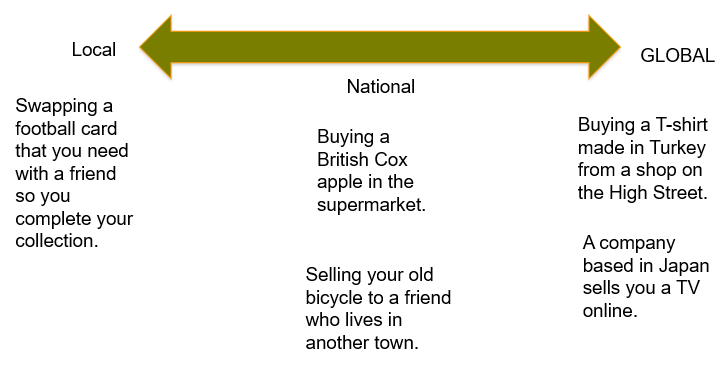 Local
GLOBAL
National
Swapping a
football card
that you need
with a friend
so you
complete your
collection.
Buying a
British Cox
apple in the
supermarket.
Selling your old
bicycle to a friend
who lives in
another town.
Buying a T-shirt
made in Turkey
from a shop on
the High Street.
A company
based in Japan
sells you a TV
online.